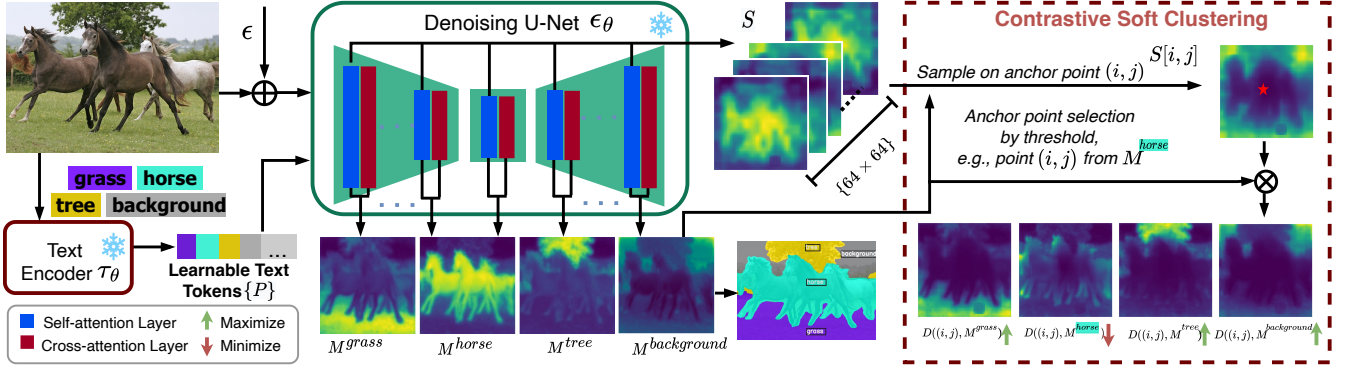 ϵ
Denoising U-Net ϵ_θ
S
Contrastive Soft Clustering
Sample on anchor point (i, j)
S[i, j]
Anchor point selection
by threshold,
e.g., point (i, j) from M^horse
{64 × 64}
grass
horse
tree
background
Text
Encoder τ_θ
...
Learnable Text
Tokens {P}
Self-attention Layer
Maximize
Cross-attention Layer
Minimize
M^grass
M^horse
M^tree
M^background
background
horse
grass
D((i, j), M^grass)
D((i, j), M^horse)
D((i, j), M^tree)
D((i, j), M^background)